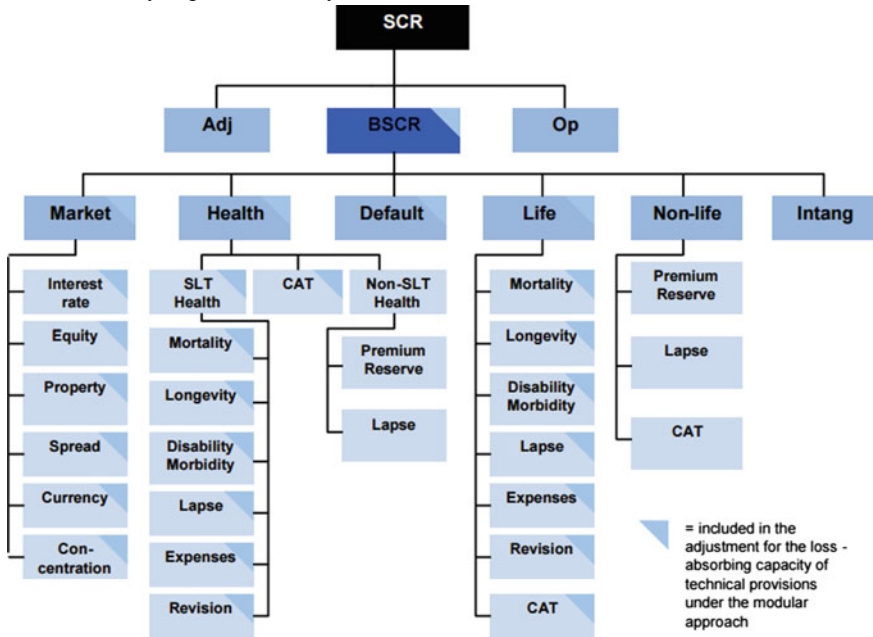 SCR
Adj
BSCR
Op
Market
Health
Default
Life
Non-life
Intang
Interest
rate
Equity
Property
Spread
Currency
Con-
centration
SLT
Health
CAT
Non-SLT
Health
Mortality
Longevity
Disability
Morbidity
Lapse
Expenses
Revision
Premium
Reserve
Lapse
Mortality
Longevity
Disability
Morbidity
Lapse
Expenses
Revision
CAT
Premium
Reserve
Lapse
CAT
= included in the
adjustment for the loss -
absorbing capacity of
technical provisions
under the modular
approach